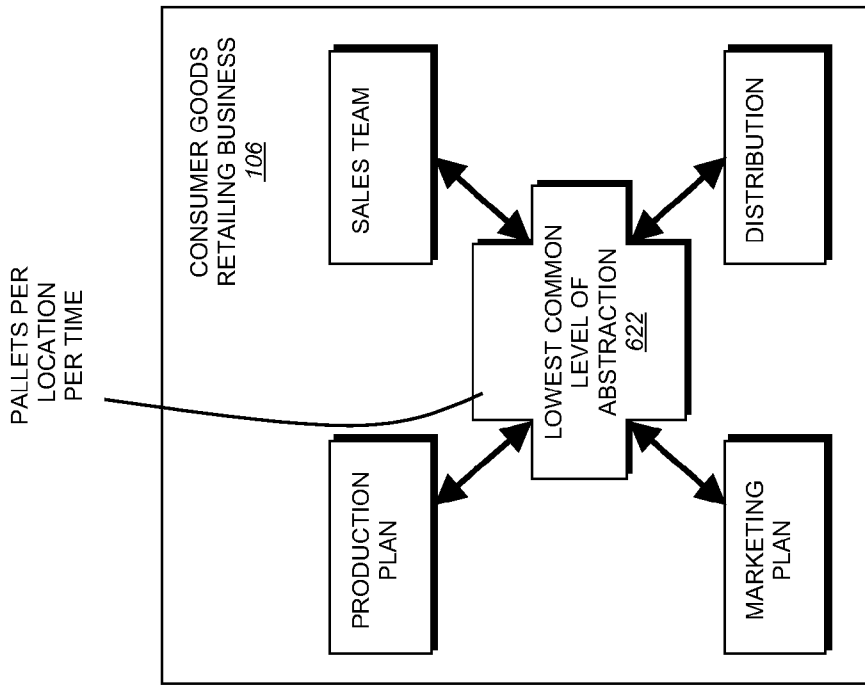 PALLETS PER
LOCATION
PER TIME
CONSUMER GOODS
RETAILING BUSINESS
106
PRODUCTION
PLAN
SALES TEAM
LOWEST COMMON
LEVEL OF
ABSTRACTION
622
MARKETING
PLAN
DISTRIBUTION